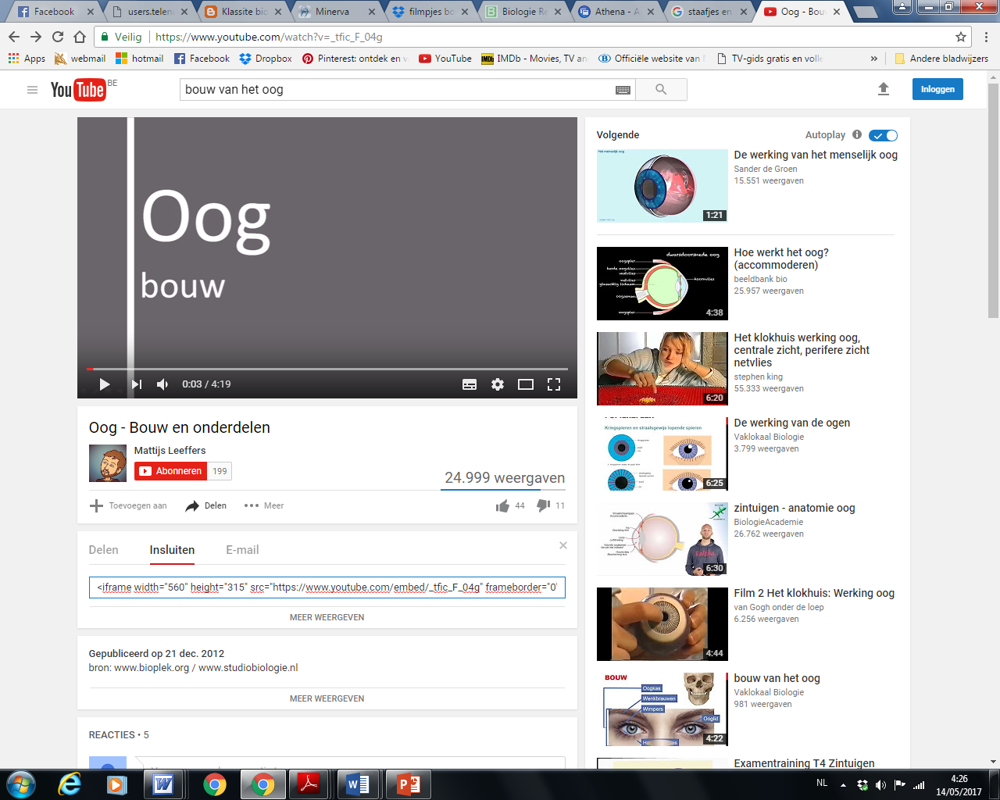 Facebook
users.telen
Klassite bio
Minerva
filmpjes bo
Biologie Re
Athena - A
staafjes en
Oog - Bou
Veilig
https://www.youtube.com/watch?v=_tfic_F_04g
Apps
webmail
hotmail
Facebook
Dropbox
Pinterest: ontdek en v
YouTube
IMDb - Movies, TV an
Officiële website van
TV-gids gratis en volle
»
Andere bladwijzers
YouTube BE
bouw van het oog
Inloggen
Oog
bouw
0:03 / 4:19
Oog - Bouw en onderdelen
Mattijs Leeffers
Abonneren 199
24.999 weergaven
Toevoegen aan
Delen
Meer
44
11
Delen
Insluiten
E-mail
<iframe width="560" height="315" src="https://www.youtube.com/embed/_tfic_F_04g" frameborder="0"
MEER WEERGEVEN
Gepubliceerd op 21 dec. 2012
bron: www.bioplek.org / www.studiobiologie.nl
MEER WEERGEVEN
REACTIES • 5
Volgende
Autoplay
Het menselijk oog
1:21
De werking van het menselijk oog
Sander de Groen
15.551 weergaven
dwarsdoorsnede oog
oogspier
harde oogvlies
vaatvlies
netvlies
glasachtig lichaam
hoornvlies
oogzenuw
oogspier
4:38
Hoe werkt het oog?
(accommoderen)
beeldbank bio
25.957 weergaven
6:20
Het klokhuis werking oog,
centrale zicht, perifere zicht
netvlies
stephen king
55.333 weergaven
Kringspieren en straalsgewijs lopende spieren
6:25
De werking van de ogen
Vaklokaal Biologie
3.799 weergaven
6:30
zintuigen - anatomie oog
BiologieAcademie
26.762 weergaven
4:44
Film 2 Het klokhuis: Werking oog
van Gogh onder de loep
6.256 weergaven
BOUW
Oogkas
Wenkbrauwen
Wimpers
Ooglid
4:22
bouw van het oog
Vaklokaal Biologie
981 weergaven
Examentraining T4 Zintuigen
NL
4:26
14/05/2017